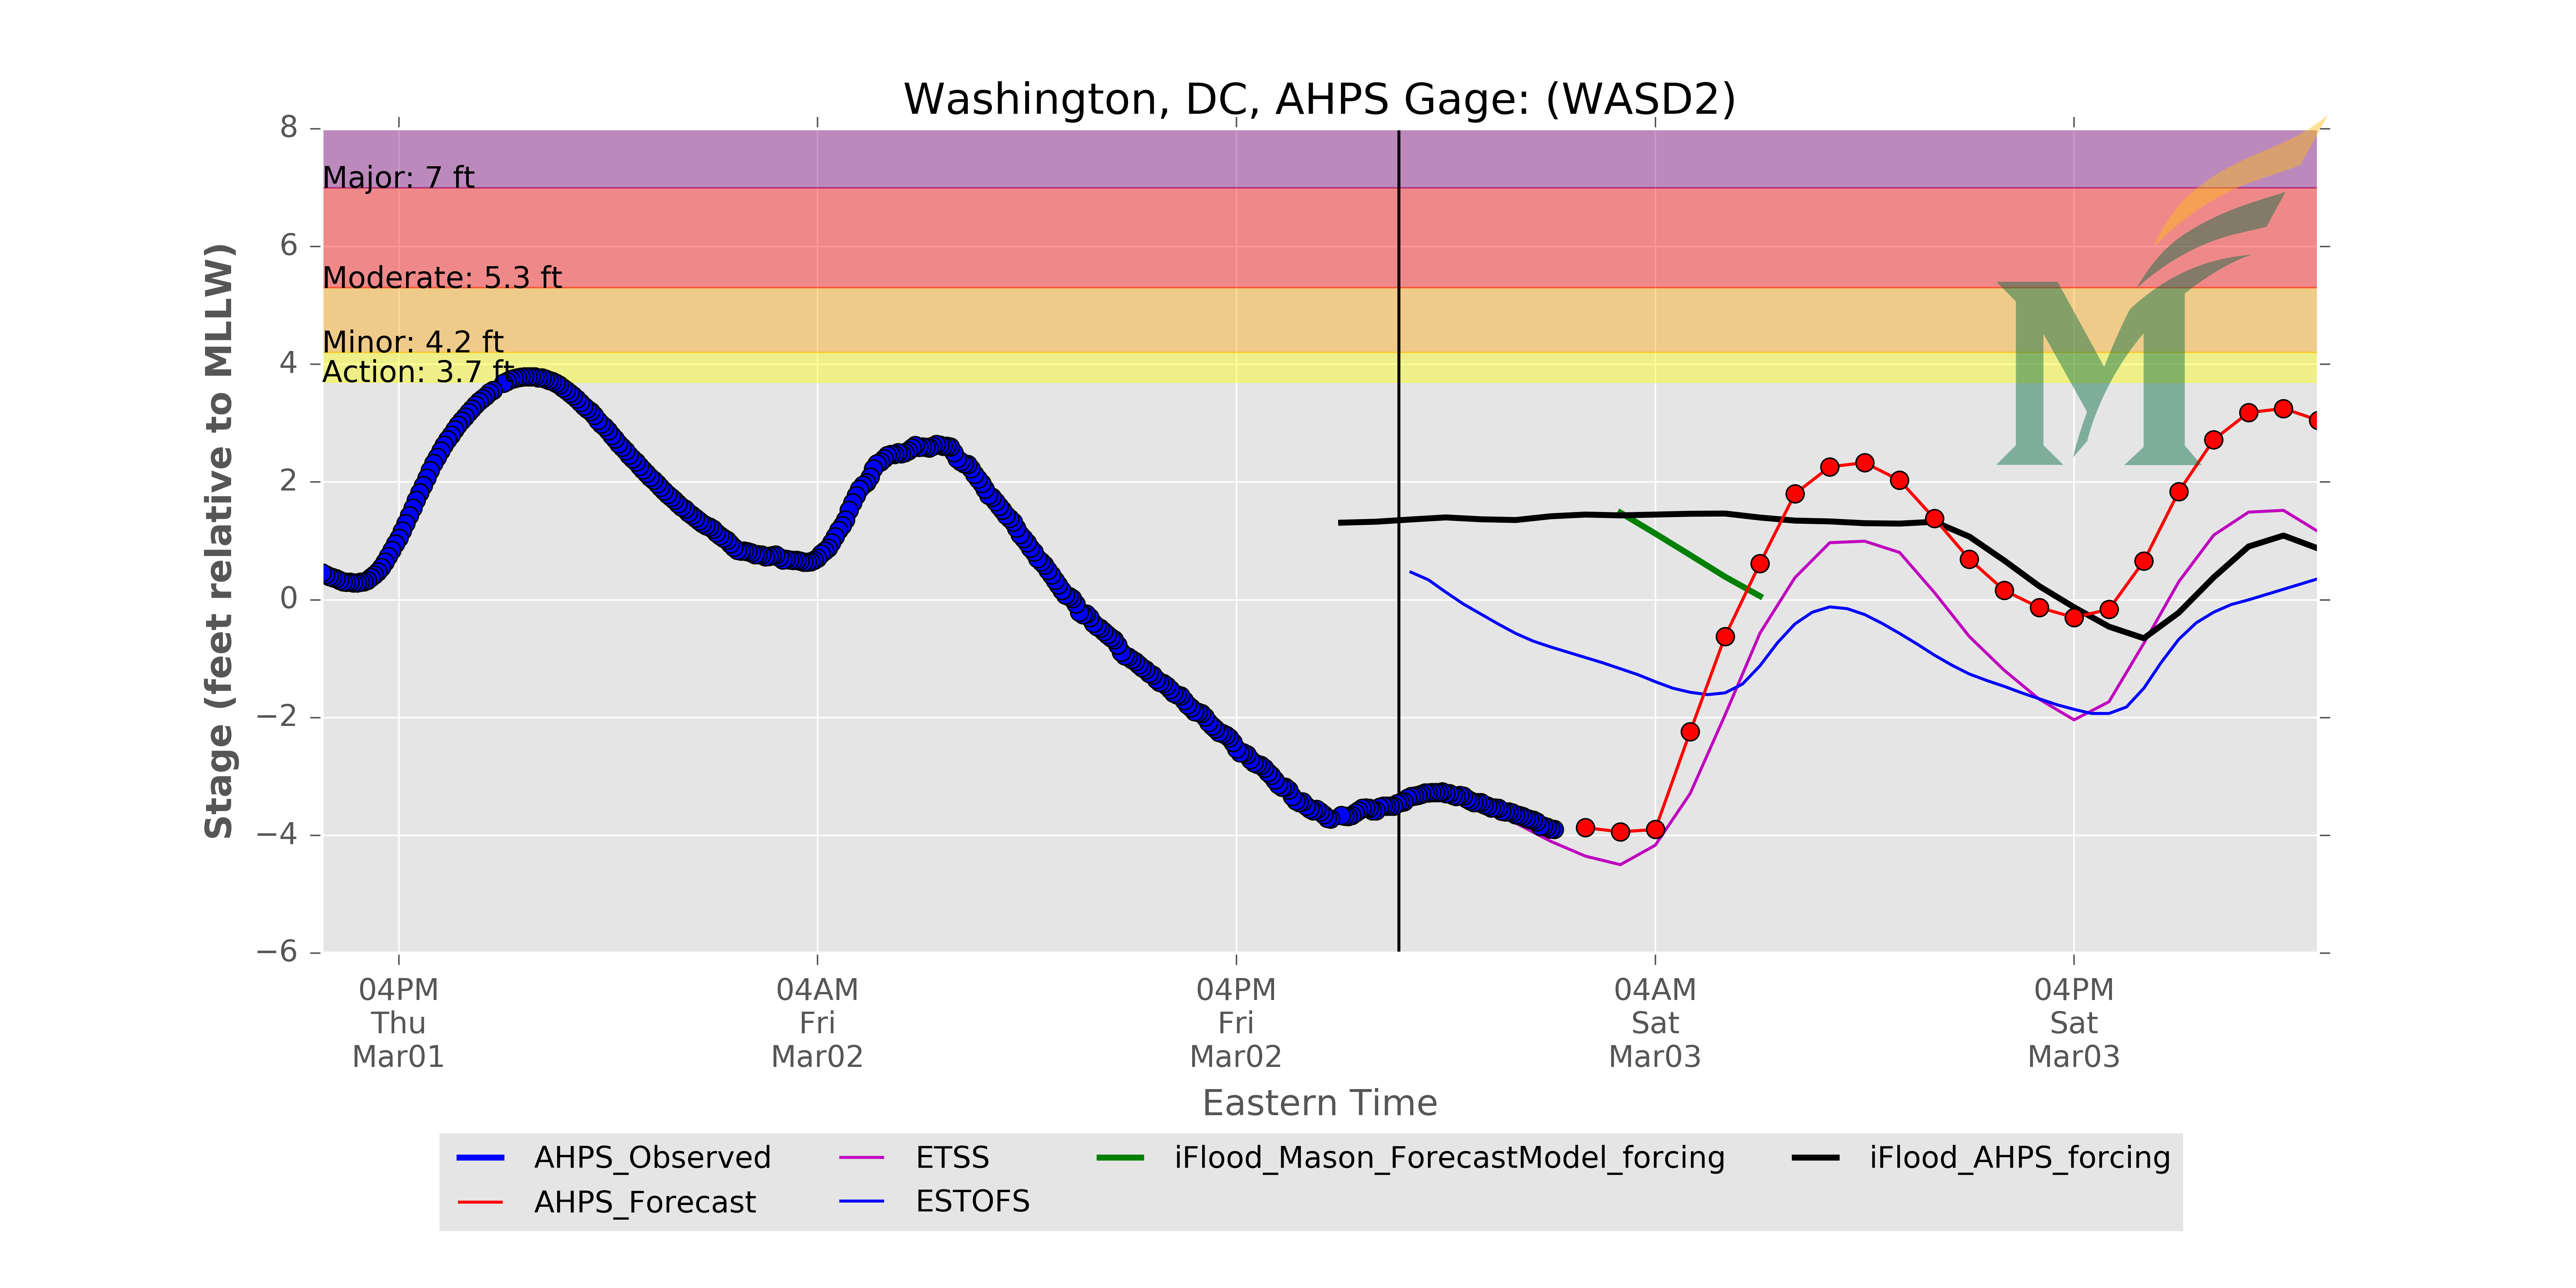 Washington, DC, AHPS Gage: (WASD2)
8
6
4
2
0
−2
−4
−6
Stage (feet relative to MLLW)
Major: 7 ft
Moderate: 5.3 ft
Minor: 4.2 ft
Action: 3.7 ft
M
04PM 04AM 04PM 04AM 04PM
Thu Fri Fri Sat Sat
Mar01 Mar02 Mar02 Mar03 Mar03
Eastern Time
AHPS_Observed ETSS iFlood_Mason_ForecastModel_forcing iFlood_AHPS_forcing
AHPS_Forecast ESTOFS